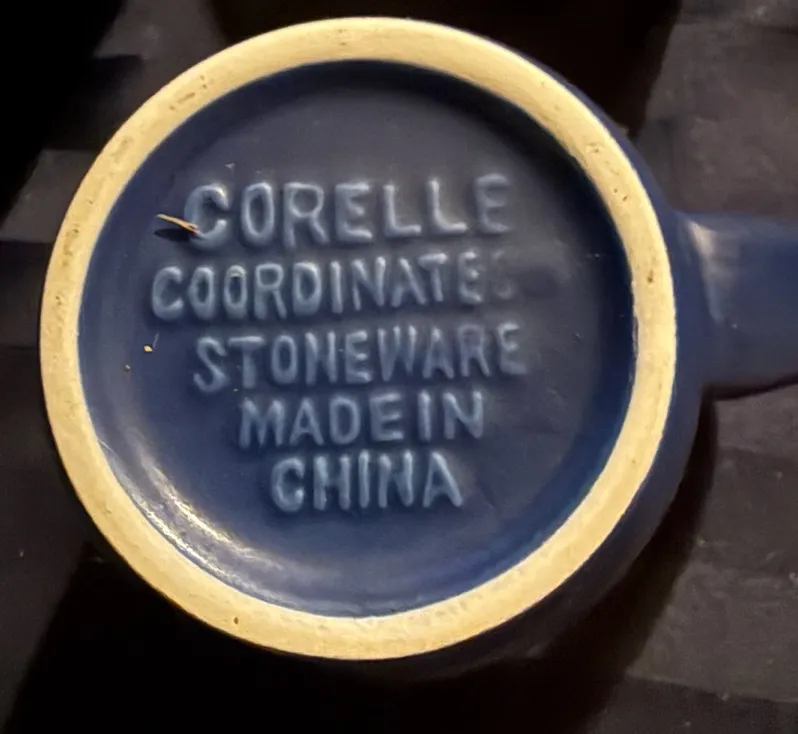 CORELLE
COORDINATES
STONEWARE
MADE IN
CHINA